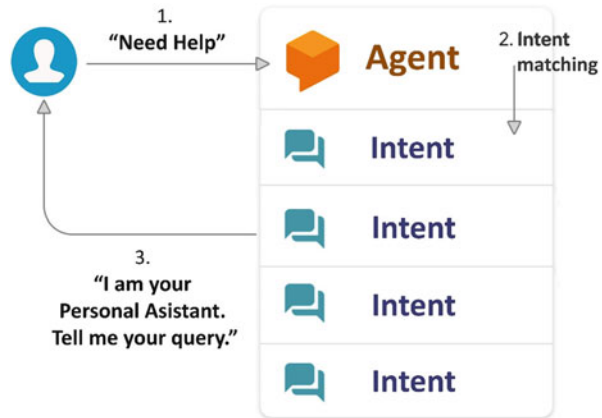 1.
“Need Help”
Agent
2. Intent
matching
Intent
Intent
3.
“I am your
Personal Asistant.
Tell me your query.”
Intent
Intent